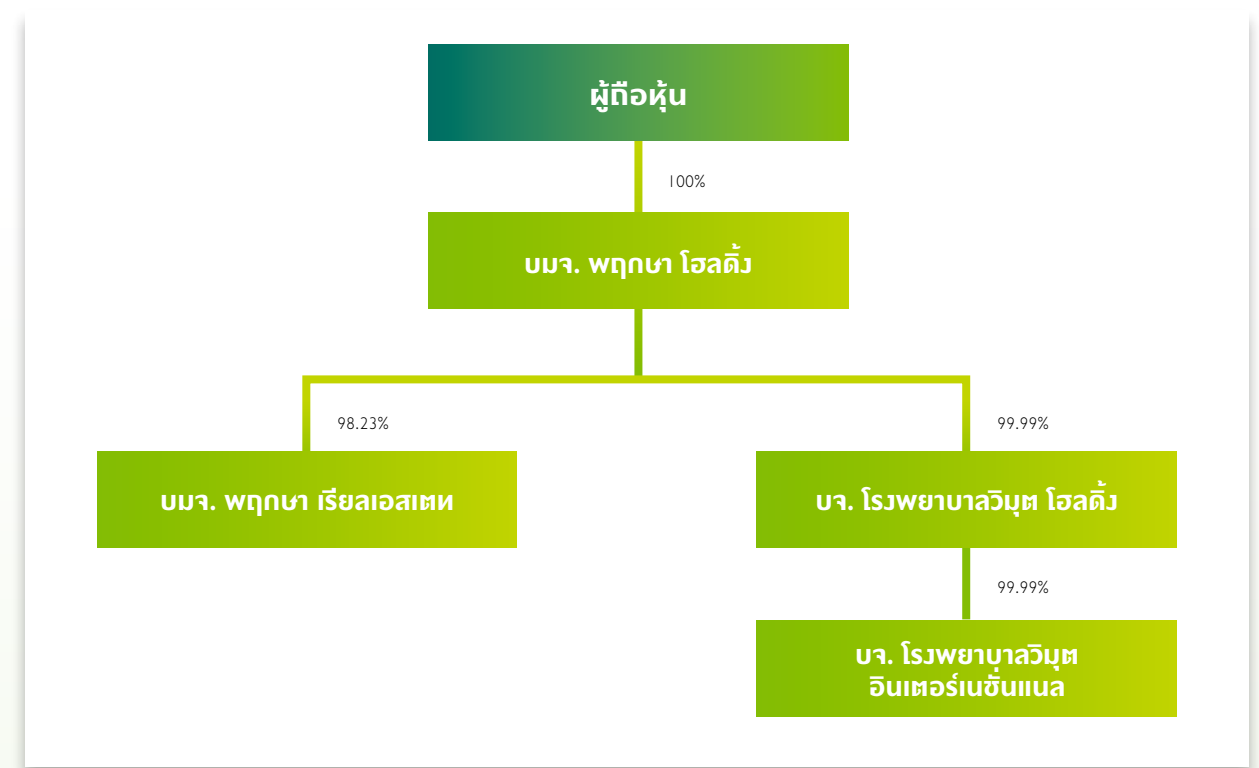 ผู้ถือหุ้น
100%
บมจ. พฤกษา โฮลดิ้ง
98.23%
99.99%
บมจ. พฤกษา เรียลเอสเตท
บจ. โรงพยาบาลวิมุต โฮลดิ้ง
99.99%
บจ. โรงพยาบาลวิมุต
อินเตอร์เนชั่นแนล